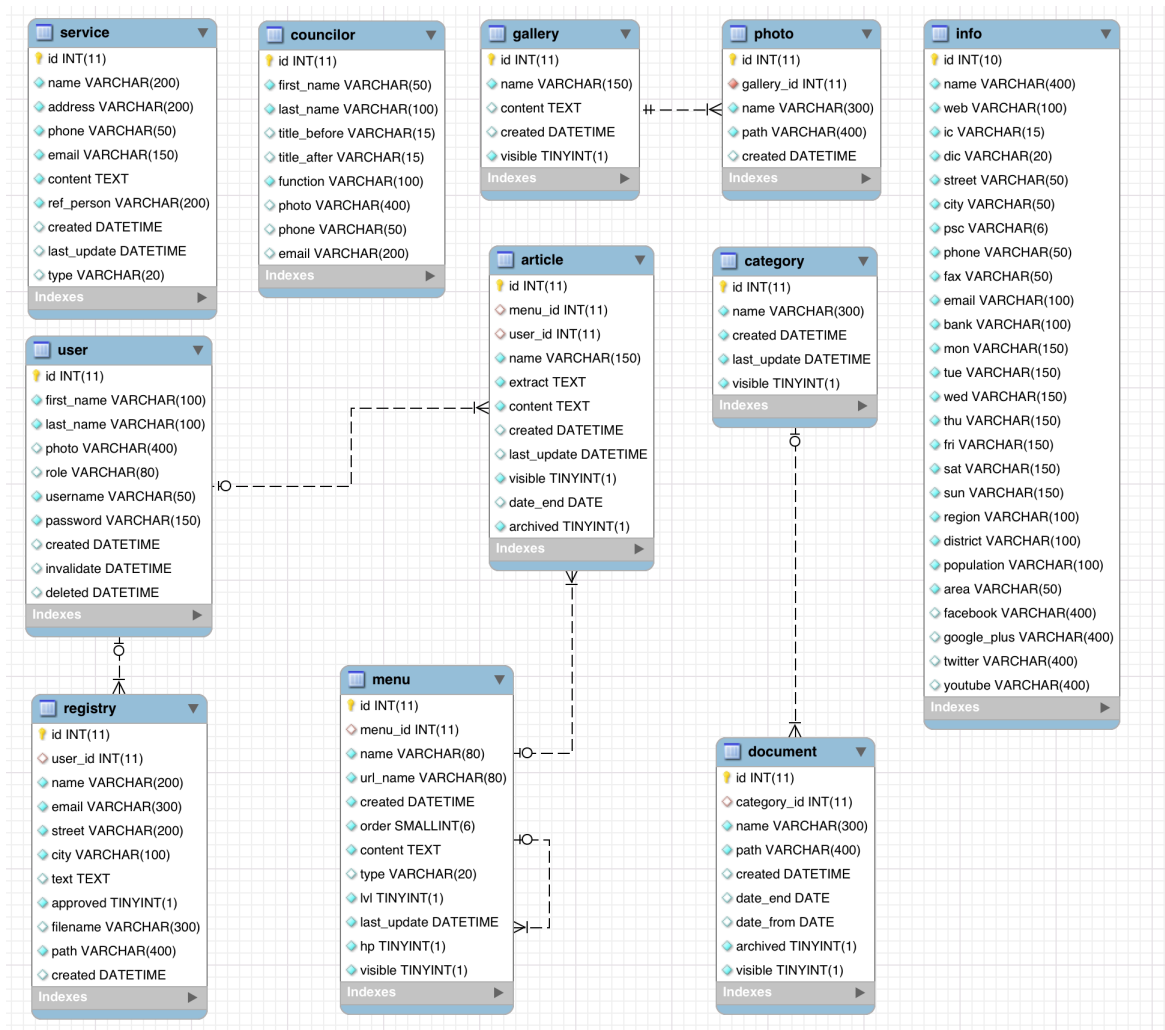 service
id INT(11)
name VARCHAR(200)
address VARCHAR(200)
phone VARCHAR(50)
email VARCHAR(150)
content TEXT
ref_person VARCHAR(200)
created DATETIME
last_update DATETIME
type VARCHAR(20)
Indexes
councilor
id INT(11)
first_name VARCHAR(50)
last_name VARCHAR(100)
title_before VARCHAR(15)
title_after VARCHAR(15)
function VARCHAR(100)
photo VARCHAR(400)
phone VARCHAR(50)
email VARCHAR(200)
Indexes
gallery
id INT(11)
name VARCHAR(150)
content TEXT
created DATETIME
visible TINYINT(1)
Indexes
photo
id INT(11)
gallery_id INT(11)
name VARCHAR(300)
path VARCHAR(400)
created DATETIME
Indexes
info
id INT(10)
name VARCHAR(400)
web VARCHAR(100)
ic VARCHAR(15)
dic VARCHAR(20)
street VARCHAR(50)
city VARCHAR(50)
psc VARCHAR(6)
phone VARCHAR(50)
fax VARCHAR(50)
email VARCHAR(100)
bank VARCHAR(100)
mon VARCHAR(150)
tue VARCHAR(150)
wed VARCHAR(150)
thu VARCHAR(150)
fri VARCHAR(150)
sat VARCHAR(150)
sun VARCHAR(150)
region VARCHAR(100)
district VARCHAR(100)
population VARCHAR(100)
area VARCHAR(50)
facebook VARCHAR(400)
google_plus VARCHAR(400)
twitter VARCHAR(400)
youtube VARCHAR(400)
Indexes
user
id INT(11)
first_name VARCHAR(100)
last_name VARCHAR(100)
photo VARCHAR(400)
role VARCHAR(80)
username VARCHAR(50)
password VARCHAR(150)
created DATETIME
invalidate DATETIME
deleted DATETIME
Indexes
article
id INT(11)
menu_id INT(11)
user_id INT(11)
name VARCHAR(150)
extract TEXT
content TEXT
created DATETIME
last_update DATETIME
visible TINYINT(1)
date_end DATE
archived TINYINT(1)
Indexes
category
id INT(11)
name VARCHAR(300)
created DATETIME
last_update DATETIME
visible TINYINT(1)
Indexes
registry
id INT(11)
user_id INT(11)
name VARCHAR(200)
email VARCHAR(300)
street VARCHAR(200)
city VARCHAR(100)
text TEXT
approved TINYINT(1)
filename VARCHAR(300)
path VARCHAR(400)
created DATETIME
Indexes
menu
id INT(11)
menu_id INT(11)
name VARCHAR(80)
url_name VARCHAR(80)
created DATETIME
order SMALLINT(6)
content TEXT
type VARCHAR(20)
lvl TINYINT(1)
last_update DATETIME
hp TINYINT(1)
visible TINYINT(1)
Indexes
document
id INT(11)
category_id INT(11)
name VARCHAR(300)
path VARCHAR(400)
created DATETIME
date_end DATE
date_from DATE
archived TINYINT(1)
visible TINYINT(1)
Indexes